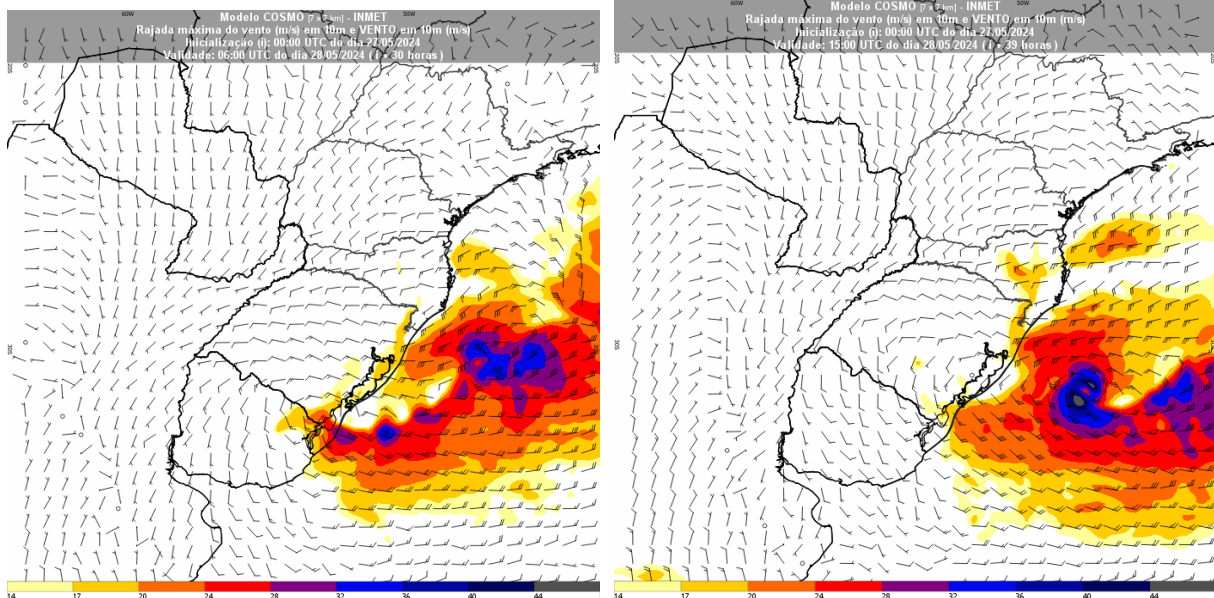 60W
50W
Modelo COSMO [7 x 7 km] - INMET
Rajada máxima do vento (m/s) em 10m e VENTO em 10m (m/s)
Inicialização (i): 00:00 UTC do dia 27/05/2024
Validade: 06:00 UTC do dia 28/05/2024 ( i + 30 horas )
20S
20S
30S
30S
14 17 20 24 28 32 36 40 44
60W
50W
Modelo COSMO [7 x 7 km] - INMET
Rajada máxima do vento (m/s) em 10m e VENTO em 10m (m/s)
Inicialização (i): 00:00 UTC do dia 27/05/2024
Validade: 15:00 UTC do dia 28/05/2024 ( i + 39 horas )
20S
20S
30S
30S
14 17 20 24 28 32 36 40 44